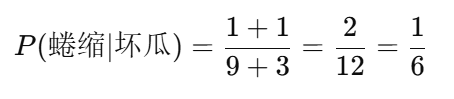 P(蜷缩|坏瓜) = (1 + 1)/(9 + 3) = 2/12 = 1/6